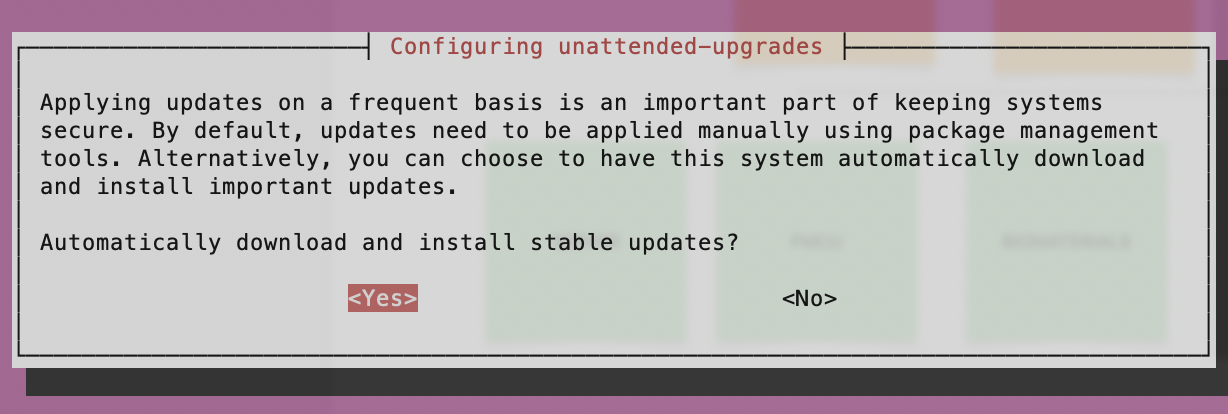 Configuring unattended-upgrades
Applying updates on a frequent basis is an important part of keeping systems
secure. By default, updates need to be applied manually using package management
tools. Alternatively, you can choose to have this system automatically download
and install important updates.
Automatically download and install stable updates?
<Yes> <No>